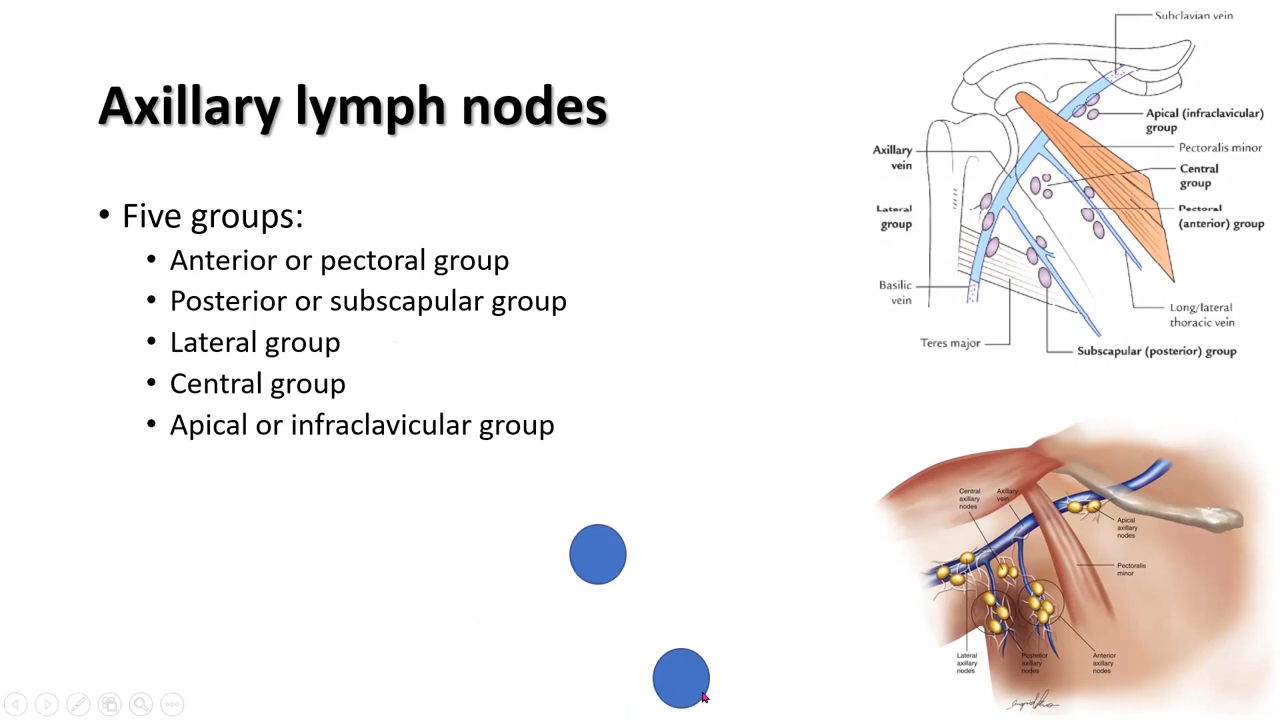 Axillary lymph nodes
• Five groups:
• Anterior or pectoral group
• Posterior or subscapular group
• Lateral group
• Central group
• Apical or infraclavicular group
Subclavian vein
Apical (infraclavicular)
group
Pectoralis minor
Central
group
Pectoral
(anterior) group
Long/lateral
thoracic vein
Subscapular (posterior) group
Axillary
vein
Lateral
group
Basilic
vein
Teres major
Central
axillary
nodes
Axillary
vein
Apical
axillary
nodes
Pectoralis
minor
Lateral
axillary
nodes
Posterior
axillary
nodes
Anterior
axillary
nodes